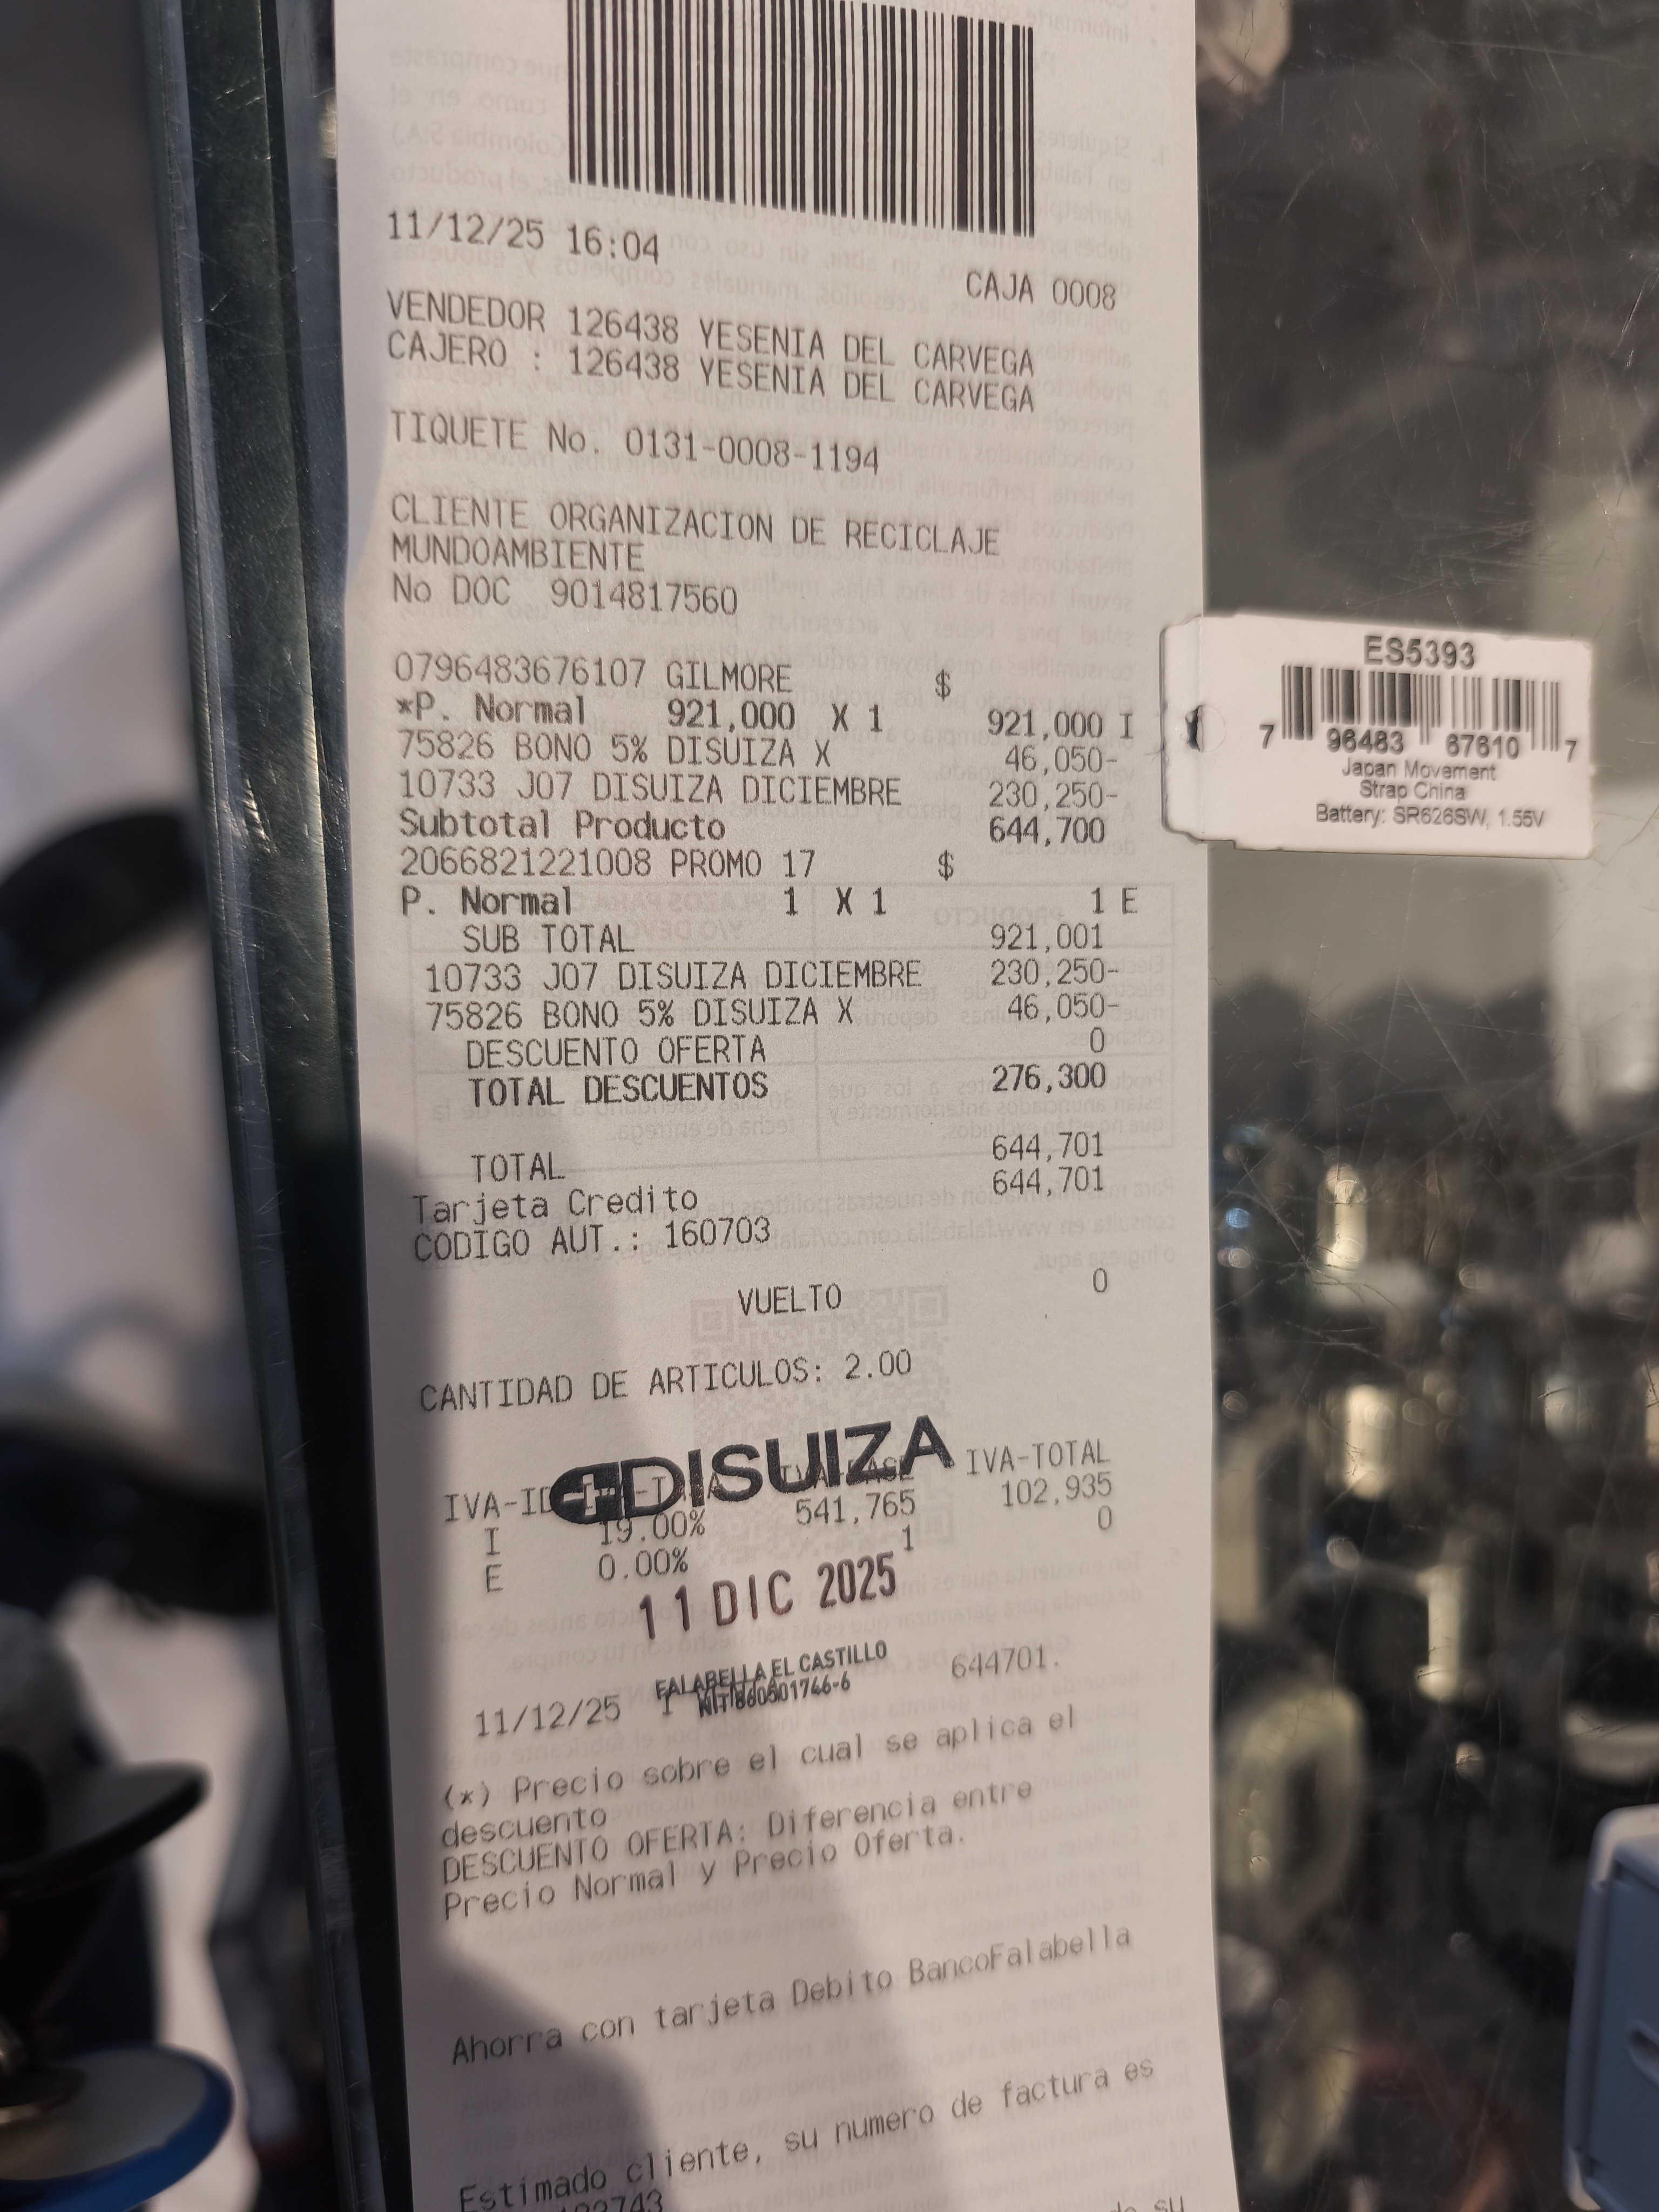 11/12/25 16:04
CAJA 0008
VENDEDOR 126438 YESENIA DEL CARVEGA
CAJERO : 126438 YESENIA DEL CARVEGA
TIQUETE No. 0131-0008-1194
CLIENTE ORGANIZACION DE RECICLAJE
MUNDOAMBIENTE
No DOC 9014817560
0796483676107 GILMORE $
*P. Normal 921,000 X 1 921,000 I
75826 BONO 5% DISUIZA X 46,050-
10733 J07 DISUIZA DICIEMBRE 230,250-
Subtotal Producto 644,700
2066821221008 PROMO 17 $
P. Normal 1 X 1 1 E
SUB TOTAL 921,001
10733 J07 DISUIZA DICIEMBRE 230,250-
75826 BONO 5% DISUIZA X 46,050-
DESCUENTO OFERTA 0
TOTAL DESCUENTOS 276,300
TOTAL 644,701
Tarjeta Credito 644,701
CODIGO AUT.: 160703
VUELTO 0
CANTIDAD DE ARTICULOS: 2.00
DISUIZA
IVA-TOTAL
I 19.00% 541,765 102,935
E 0.00% 1 0
11 DIC 2025
FALABELLA EL CASTILLO
NIT 860501746-6
11/12/25 1 644701.
(*) Precio sobre el cual se aplica el
descuento
DESCUENTO OFERTA: Diferencia entre
Precio Normal y Precio Oferta.
Ahorra con tarjeta Debito BancoFalabella
Estimado cliente, su numero de factura es
ES5393
7 96483 67610 7
Japan Movement
Strap China
Battery: SR626SW, 1.55V